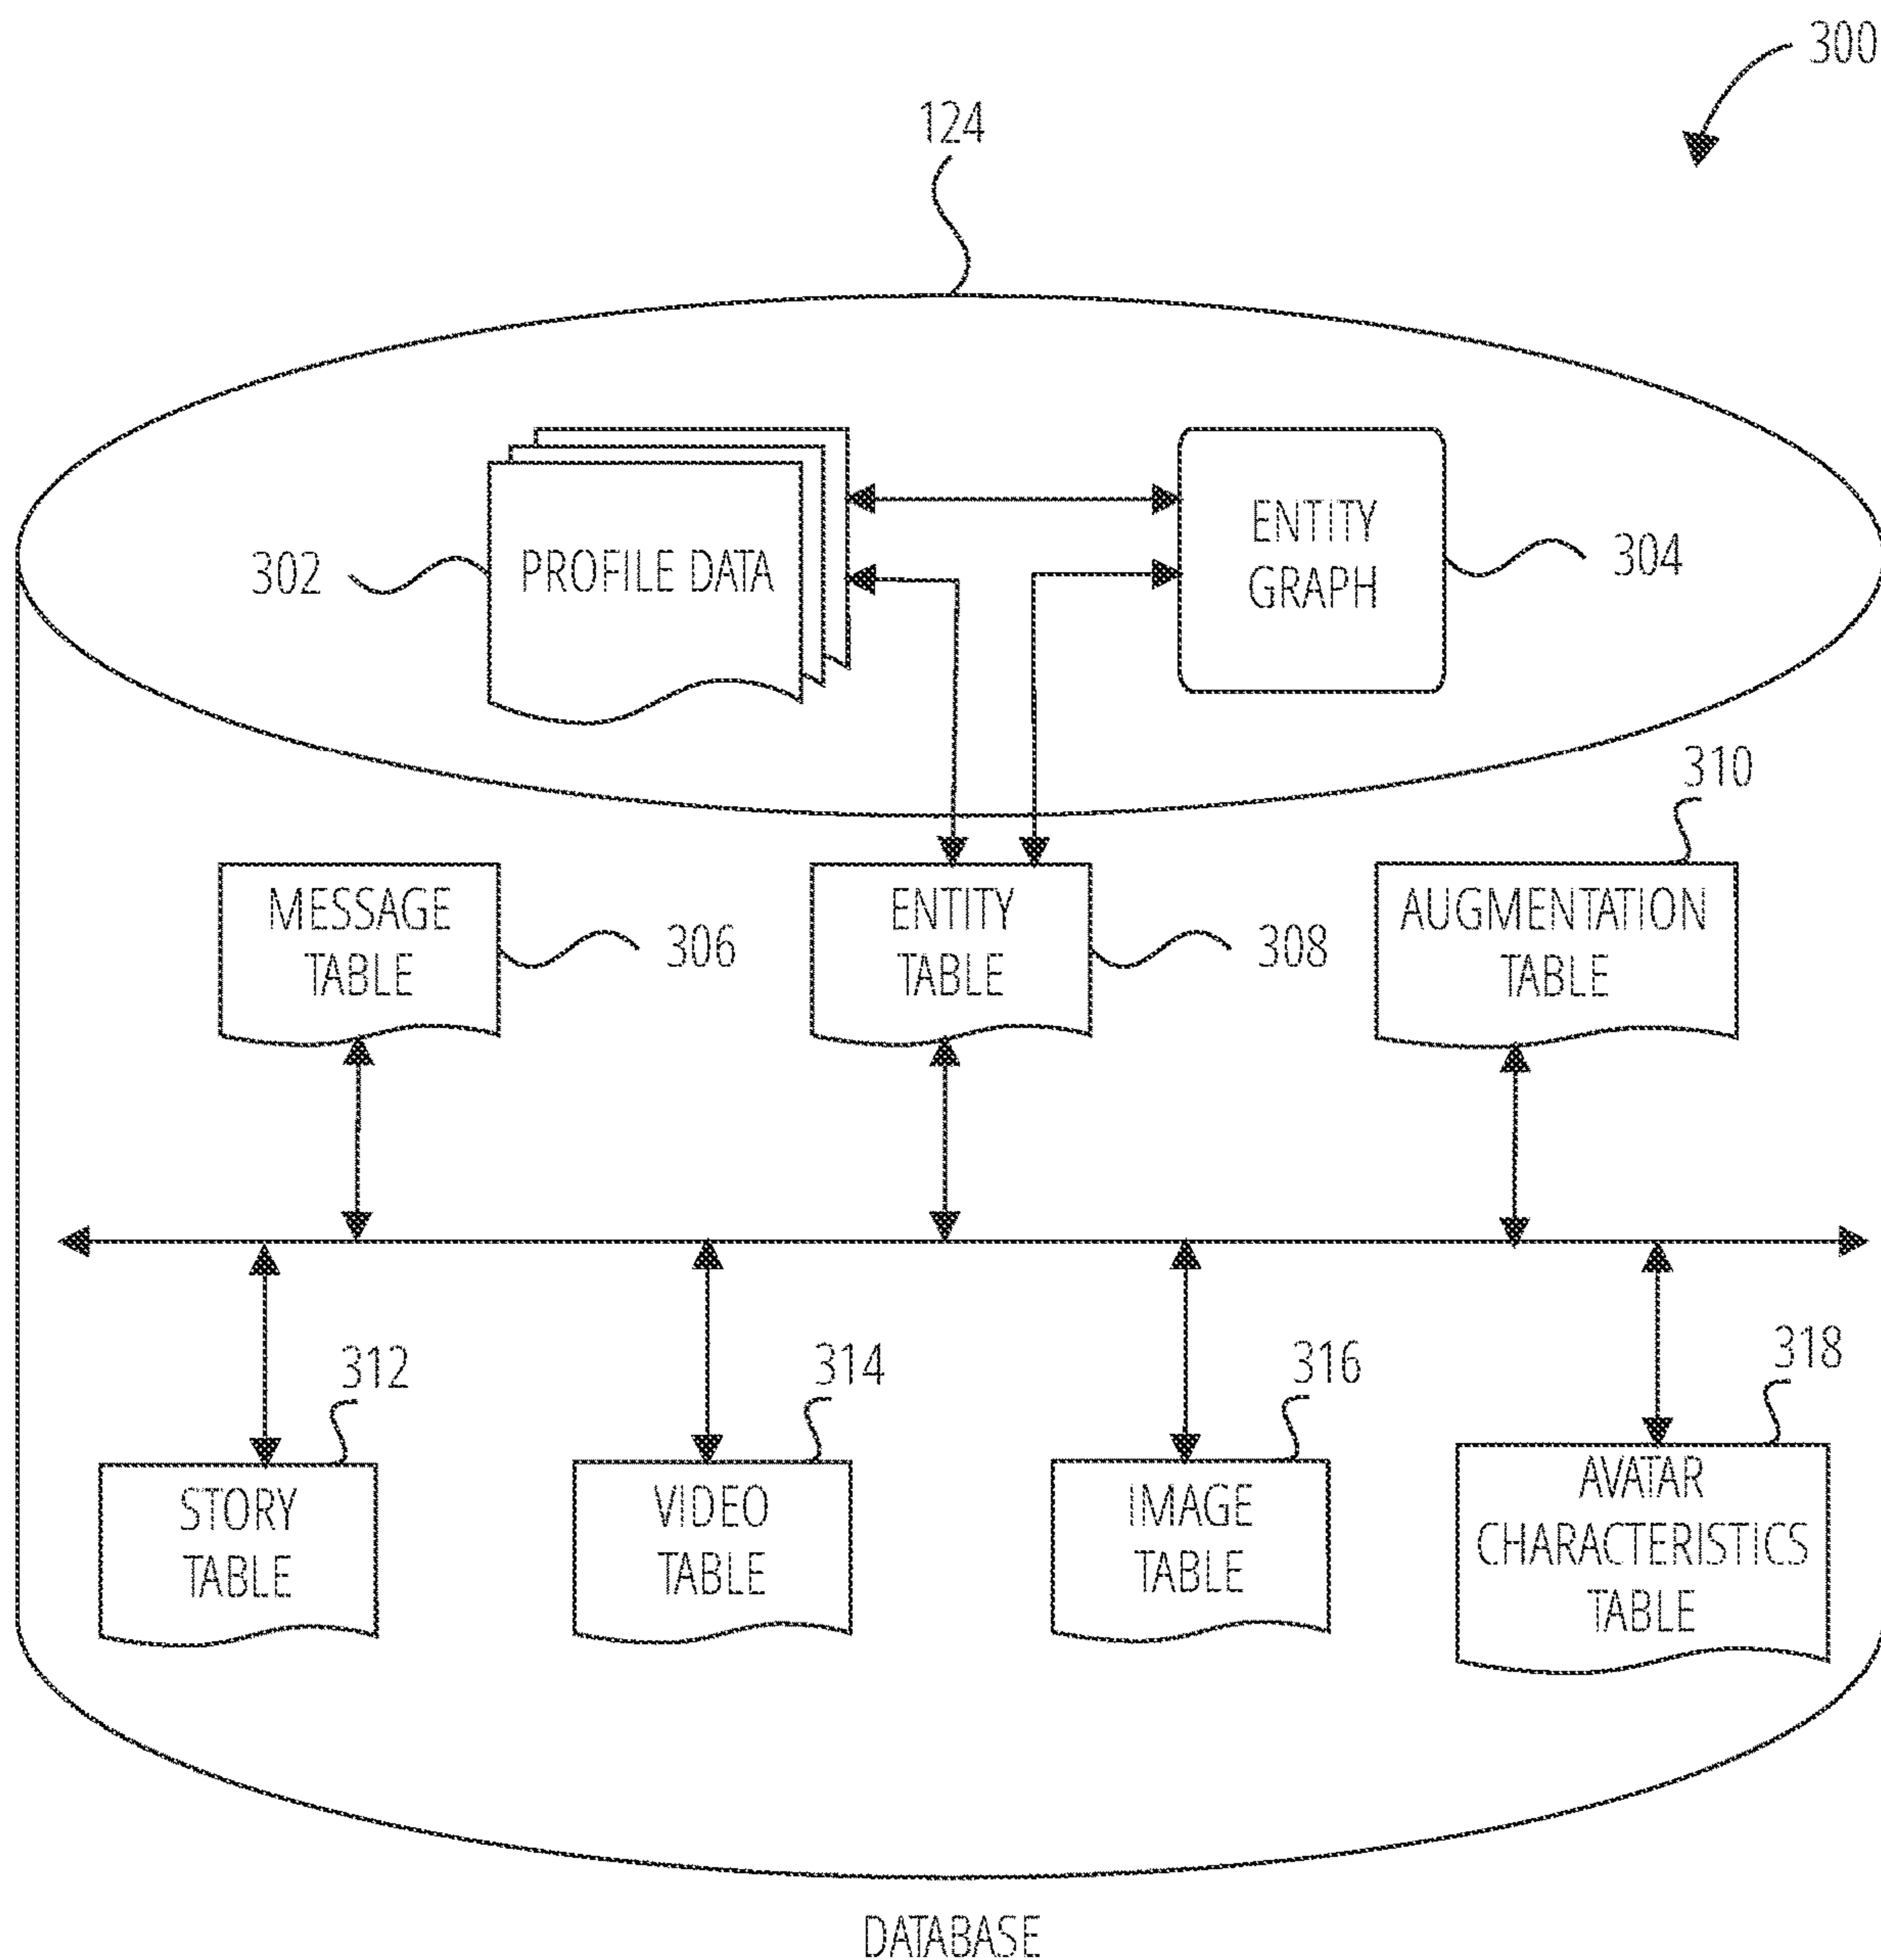 300
124
302
PROFILE DATA
ENTITY
GRAPH
304
310
MESSAGE
TABLE
306
ENTITY
TABLE
308
AUGMENTATION
TABLE
312
314
316
318
STORY
TABLE
VIDEO
TABLE
IMAGE
TABLE
AVATAR
CHARACTERISTICS
TABLE
DATABASE